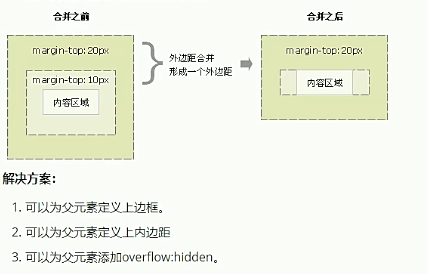 合并之前
合并之后
margin-top: 20px
margin-top: 10px
内容区域
外边距合并
形成一个外边距
margin-top: 20px
内容区域
解决方案：
1. 可以为父元素定义上边框。
2. 可以为父元素定义上内边距
3. 可以为父元素添加overflow:hidden。